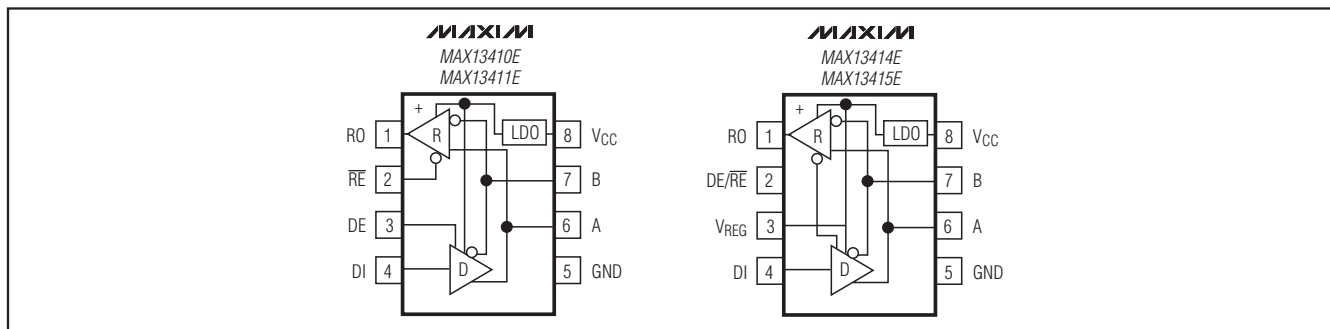 MAXIM
MAX13410E
MAX13411E
+
RO 1
R
LDO
8 VCC
RE 2
7 B
DE 3
6 A
DI 4
D
5 GND
MAXIM
MAX13414E
MAX13415E
+
RO 1
R
LDO
8 VCC
DE/RE 2
7 B
VREG 3
6 A
DI 4
D
5 GND